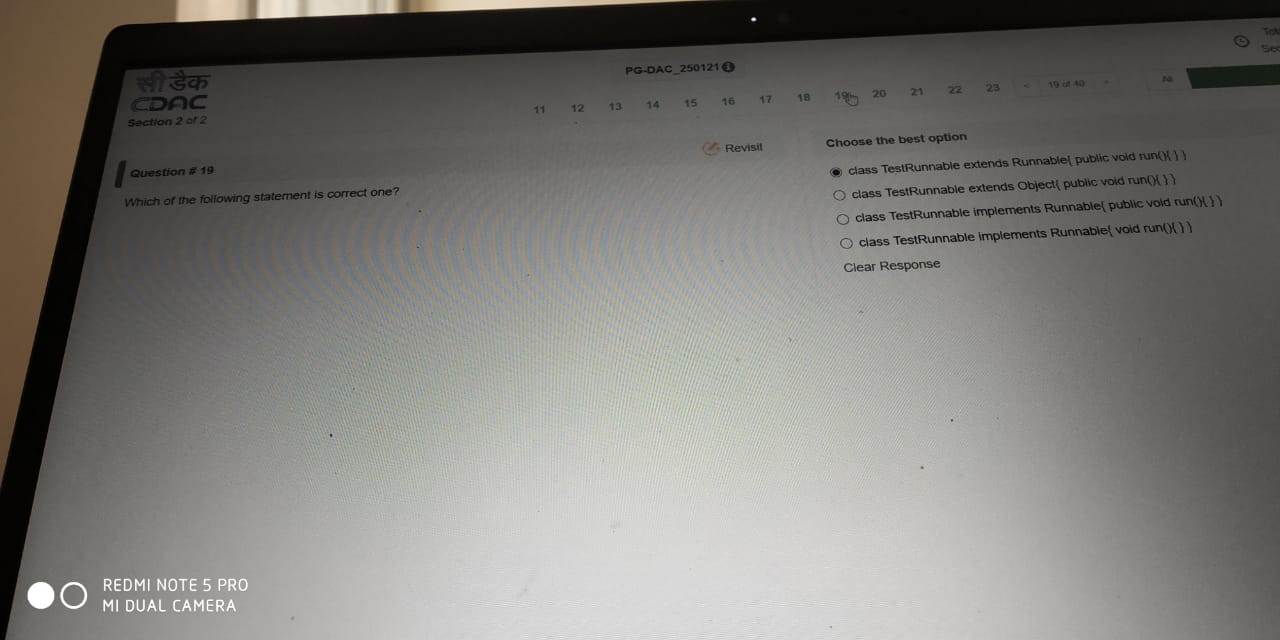 सी डैक
CDAC
Section 2 of 2
PG-DAC_250121
11 12 13 14 15 16 17 18 19 20 21 22 23 < 19 of 40 All
Question # 19
Revisit
Which of the following statement is correct one?
Choose the best option
class TestRunnable extends Runnable{ public void run(){ } }
class TestRunnable extends Object{ public void run(){ } }
class TestRunnable implements Runnable{ public void run(){ } }
class TestRunnable implements Runnable{ void run(){ } }
Clear Response
REDMI NOTE 5 PRO
MI DUAL CAMERA